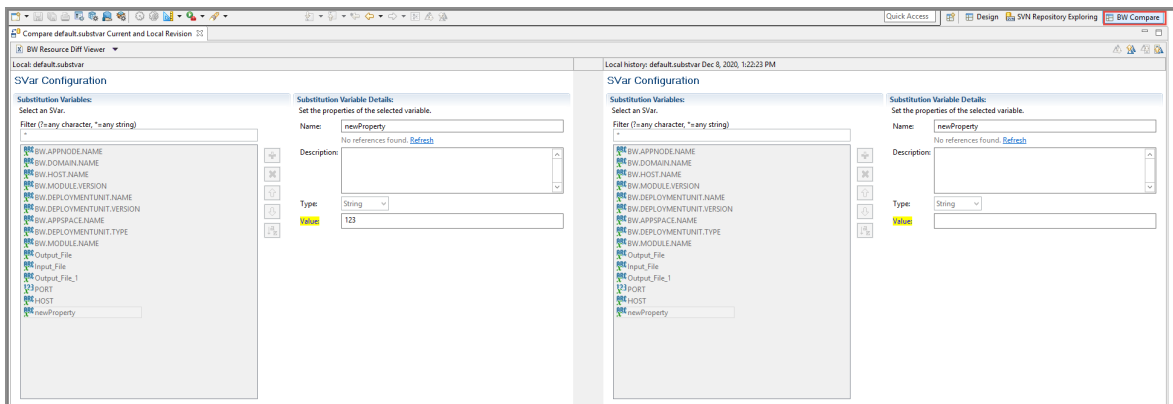 Quick Access
Design
SVN Repository Exploring
BW Compare
Compare default.substvar Current and Local Revision
BW Resource Diff Viewer
Local: default.substvar
SVar Configuration
Substitution Variables:
Select an SVar.
Filter (?=any character, *=any string)
*
BW.APPNODE.NAME
BW.DOMAIN.NAME
BW.HOST.NAME
BW.MODULE.VERSION
BW.DEPLOYMENTUNIT.NAME
BW.DEPLOYMENTUNIT.VERSION
BW.APPSPACE.NAME
BW.DEPLOYMENTUNIT.TYPE
BW.MODULE.NAME
Output_File
Input_File
Output_File_1
PORT
HOST
newProperty
Substitution Variable Details:
Set the properties of the selected variable.
Name: newProperty
No references found. Refresh
Description:
Type: String
Value: 123
Local history: default.substvar Dec 8, 2020, 1:22:23 PM
SVar Configuration
Substitution Variables:
Select an SVar.
Filter (?=any character, *=any string)
*
BW.APPNODE.NAME
BW.DOMAIN.NAME
BW.HOST.NAME
BW.MODULE.VERSION
BW.DEPLOYMENTUNIT.NAME
BW.DEPLOYMENTUNIT.VERSION
BW.APPSPACE.NAME
BW.DEPLOYMENTUNIT.TYPE
BW.MODULE.NAME
Output_File
Input_File
Output_File_1
PORT
HOST
newProperty
Substitution Variable Details:
Set the properties of the selected variable.
Name: newProperty
No references found. Refresh
Description:
Type: String
Value: